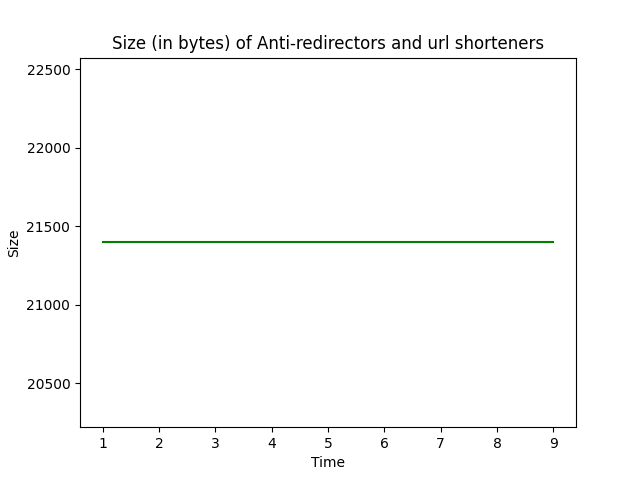 Size (in bytes) of Anti-redirectors and url shorteners
22500
22000
21500
21000
20500
Size
1 2 3 4 5 6 7 8 9
Time